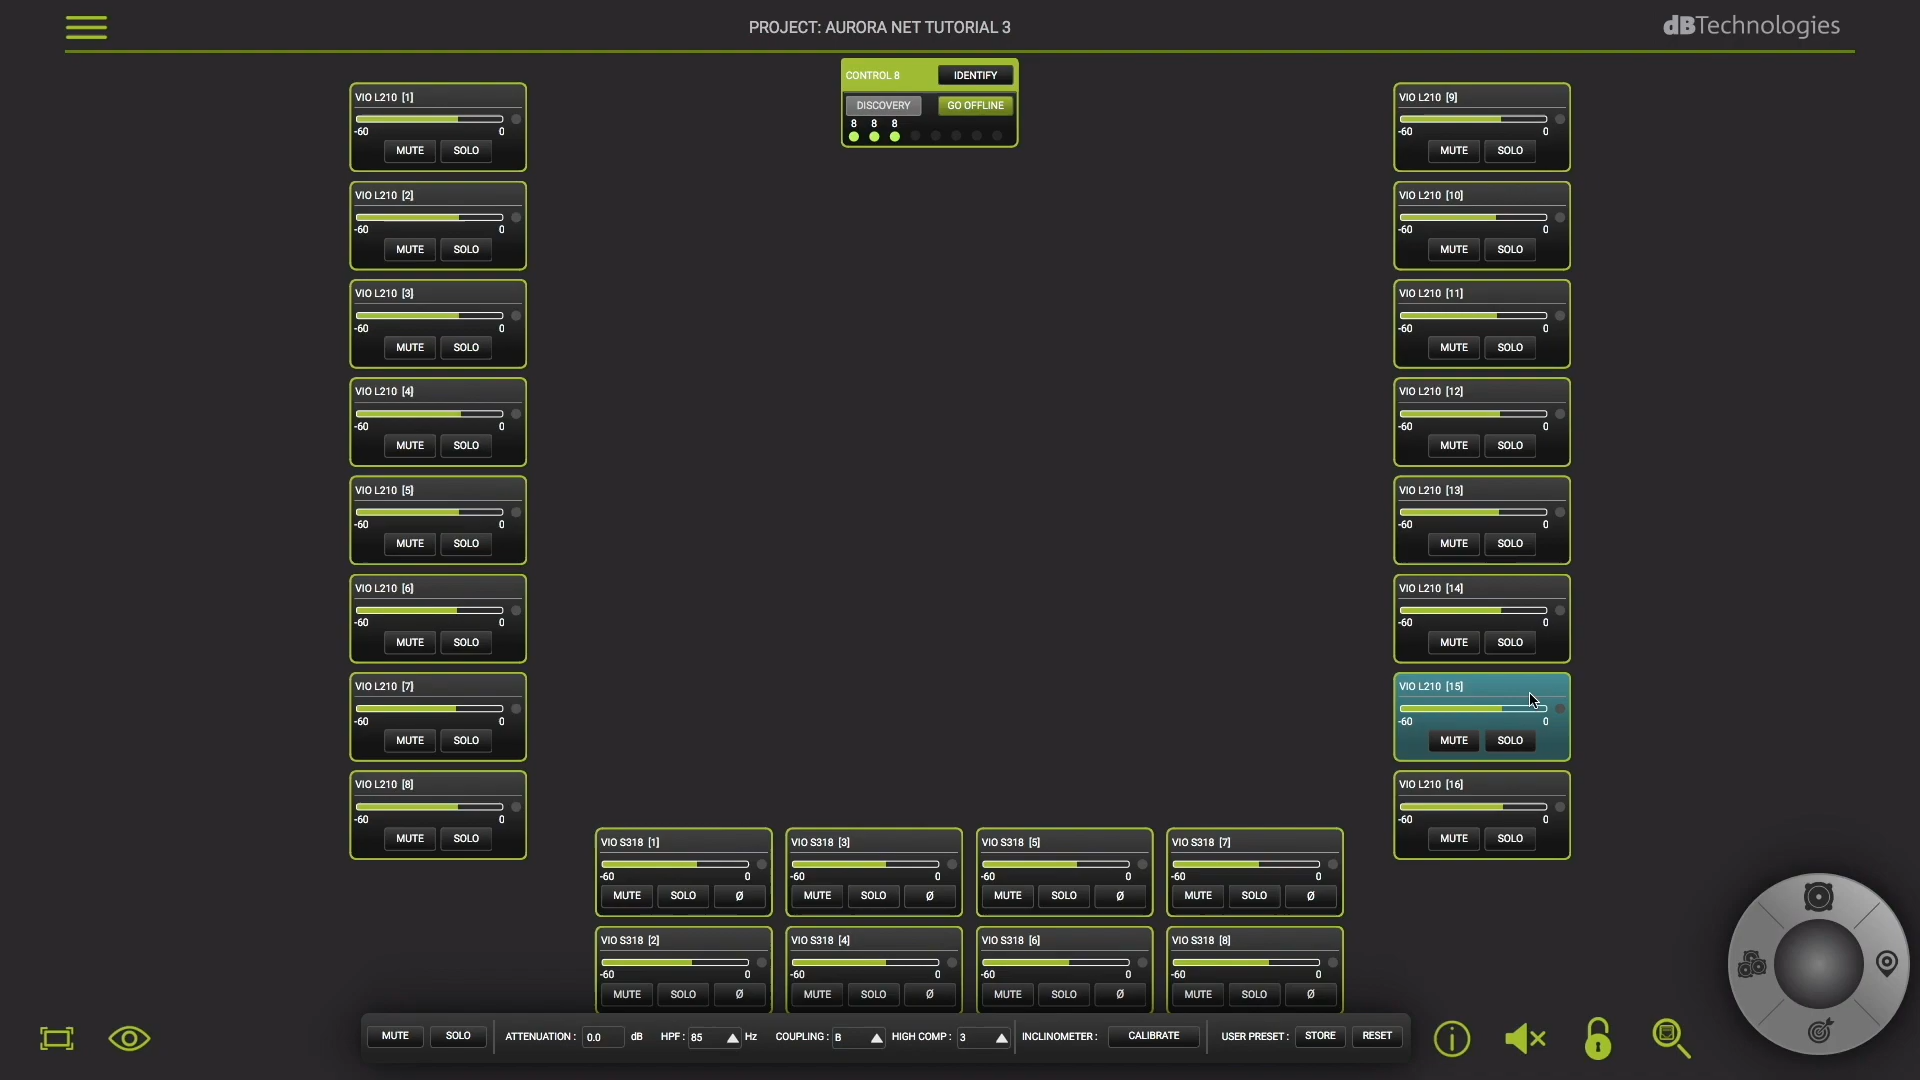 PROJECT: AURORA NET TUTORIAL 3
dBTechnologies
CONTROL 8 IDENTIFY
DISCOVERY GO OFFLINE
8 8 8
VIO L210 [1]
-60 0
MUTE SOLO
VIO L210 [2]
-60 0
MUTE SOLO
VIO L210 [3]
-60 0
MUTE SOLO
VIO L210 [4]
-60 0
MUTE SOLO
VIO L210 [5]
-60 0
MUTE SOLO
VIO L210 [6]
-60 0
MUTE SOLO
VIO L210 [7]
-60 0
MUTE SOLO
VIO L210 [8]
-60 0
MUTE SOLO
VIO L210 [9]
-60 0
MUTE SOLO
VIO L210 [10]
-60 0
MUTE SOLO
VIO L210 [11]
-60 0
MUTE SOLO
VIO L210 [12]
-60 0
MUTE SOLO
VIO L210 [13]
-60 0
MUTE SOLO
VIO L210 [14]
-60 0
MUTE SOLO
VIO L210 [15]
-60 0
MUTE SOLO
VIO L210 [16]
-60 0
MUTE SOLO
VIO S318 [1]
-60 0
MUTE SOLO Ø
VIO S318 [3]
-60 0
MUTE SOLO Ø
VIO S318 [5]
-60 0
MUTE SOLO Ø
VIO S318 [7]
-60 0
MUTE SOLO Ø
VIO S318 [2]
-60 0
MUTE SOLO Ø
VIO S318 [4]
-60 0
MUTE SOLO Ø
VIO S318 [6]
-60 0
MUTE SOLO Ø
VIO S318 [8]
-60 0
MUTE SOLO Ø
MUTE SOLO ATTENUATION : 0.0 dB HPF : 85 Hz COUPLING : B HIGH COMP : 3 INCLINOMETER : CALIBRATE USER PRESET : STORE RESET